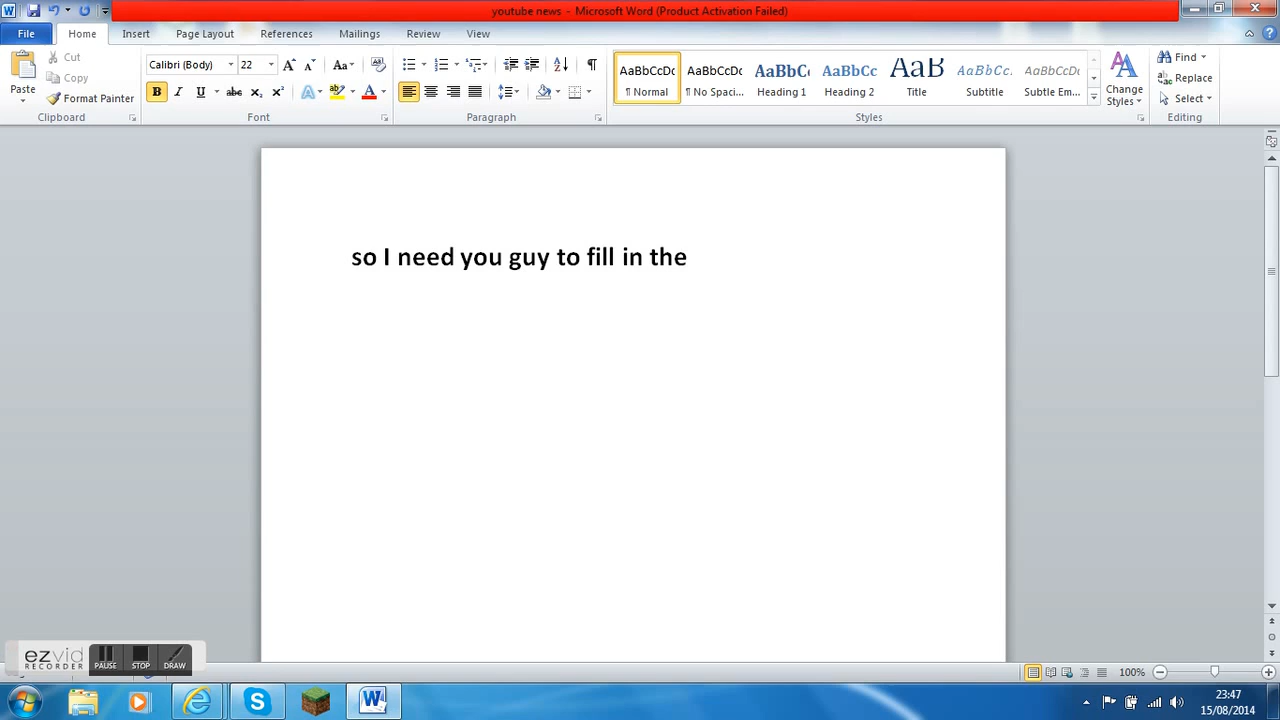 youtube news - Microsoft Word (Product Activation Failed)
File Home Insert Page Layout References Mailings Review View
Paste
Cut
Copy
Format Painter
Clipboard
Calibri (Body) 22
Font
Paragraph
AaBbCcDc AaBbCcDc AaBbCc AaBbCc AaB AaBbCc. AaBbCcDc
¶ Normal ¶ No Spaci... Heading 1 Heading 2 Title Subtitle Subtle Em...
Change
Styles
Styles
Find
Replace
Select
Editing
so I need you guy to fill in the
ezvid
RECORDER
PAUSE STOP DRAW
100%
23:47
15/08/2014